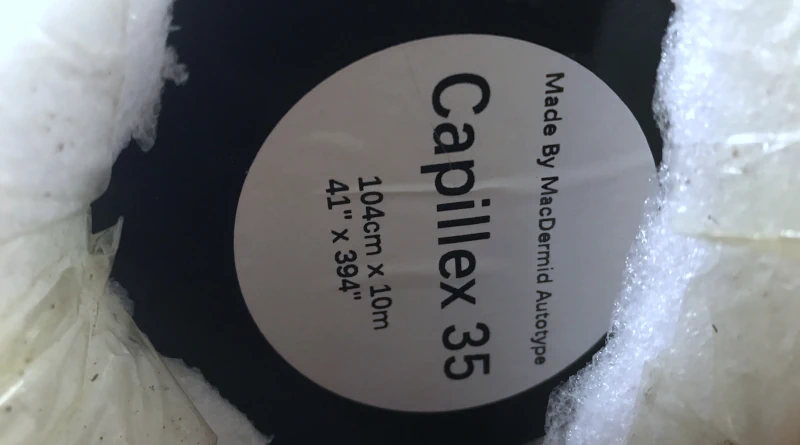 Made By MacDermid Autotype
Capillex 35
104cm x 10m
41" x 394"